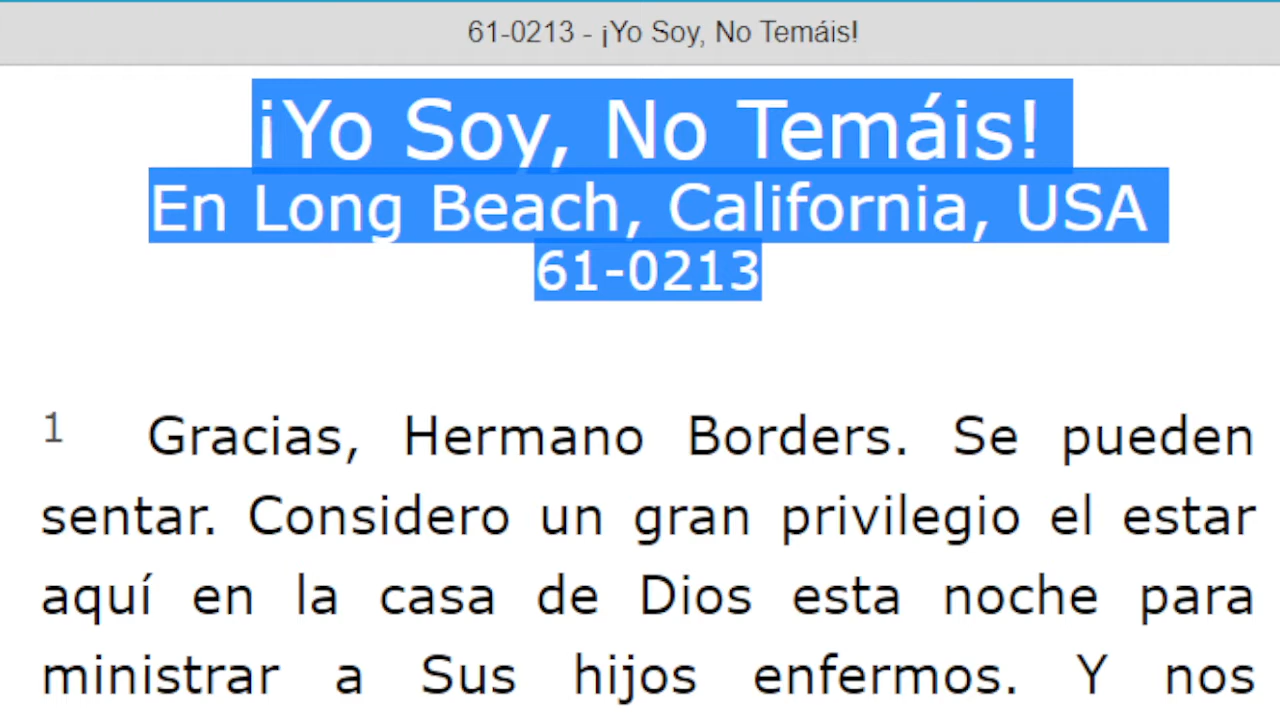 61-0213 - ¡Yo Soy, No Temáis!
¡Yo Soy, No Temáis!
En Long Beach, California, USA
61-0213
1 Gracias, Hermano Borders. Se pueden
sentar. Considero un gran privilegio el estar
aquí en la casa de Dios esta noche para
ministrar a Sus hijos enfermos. Y nos